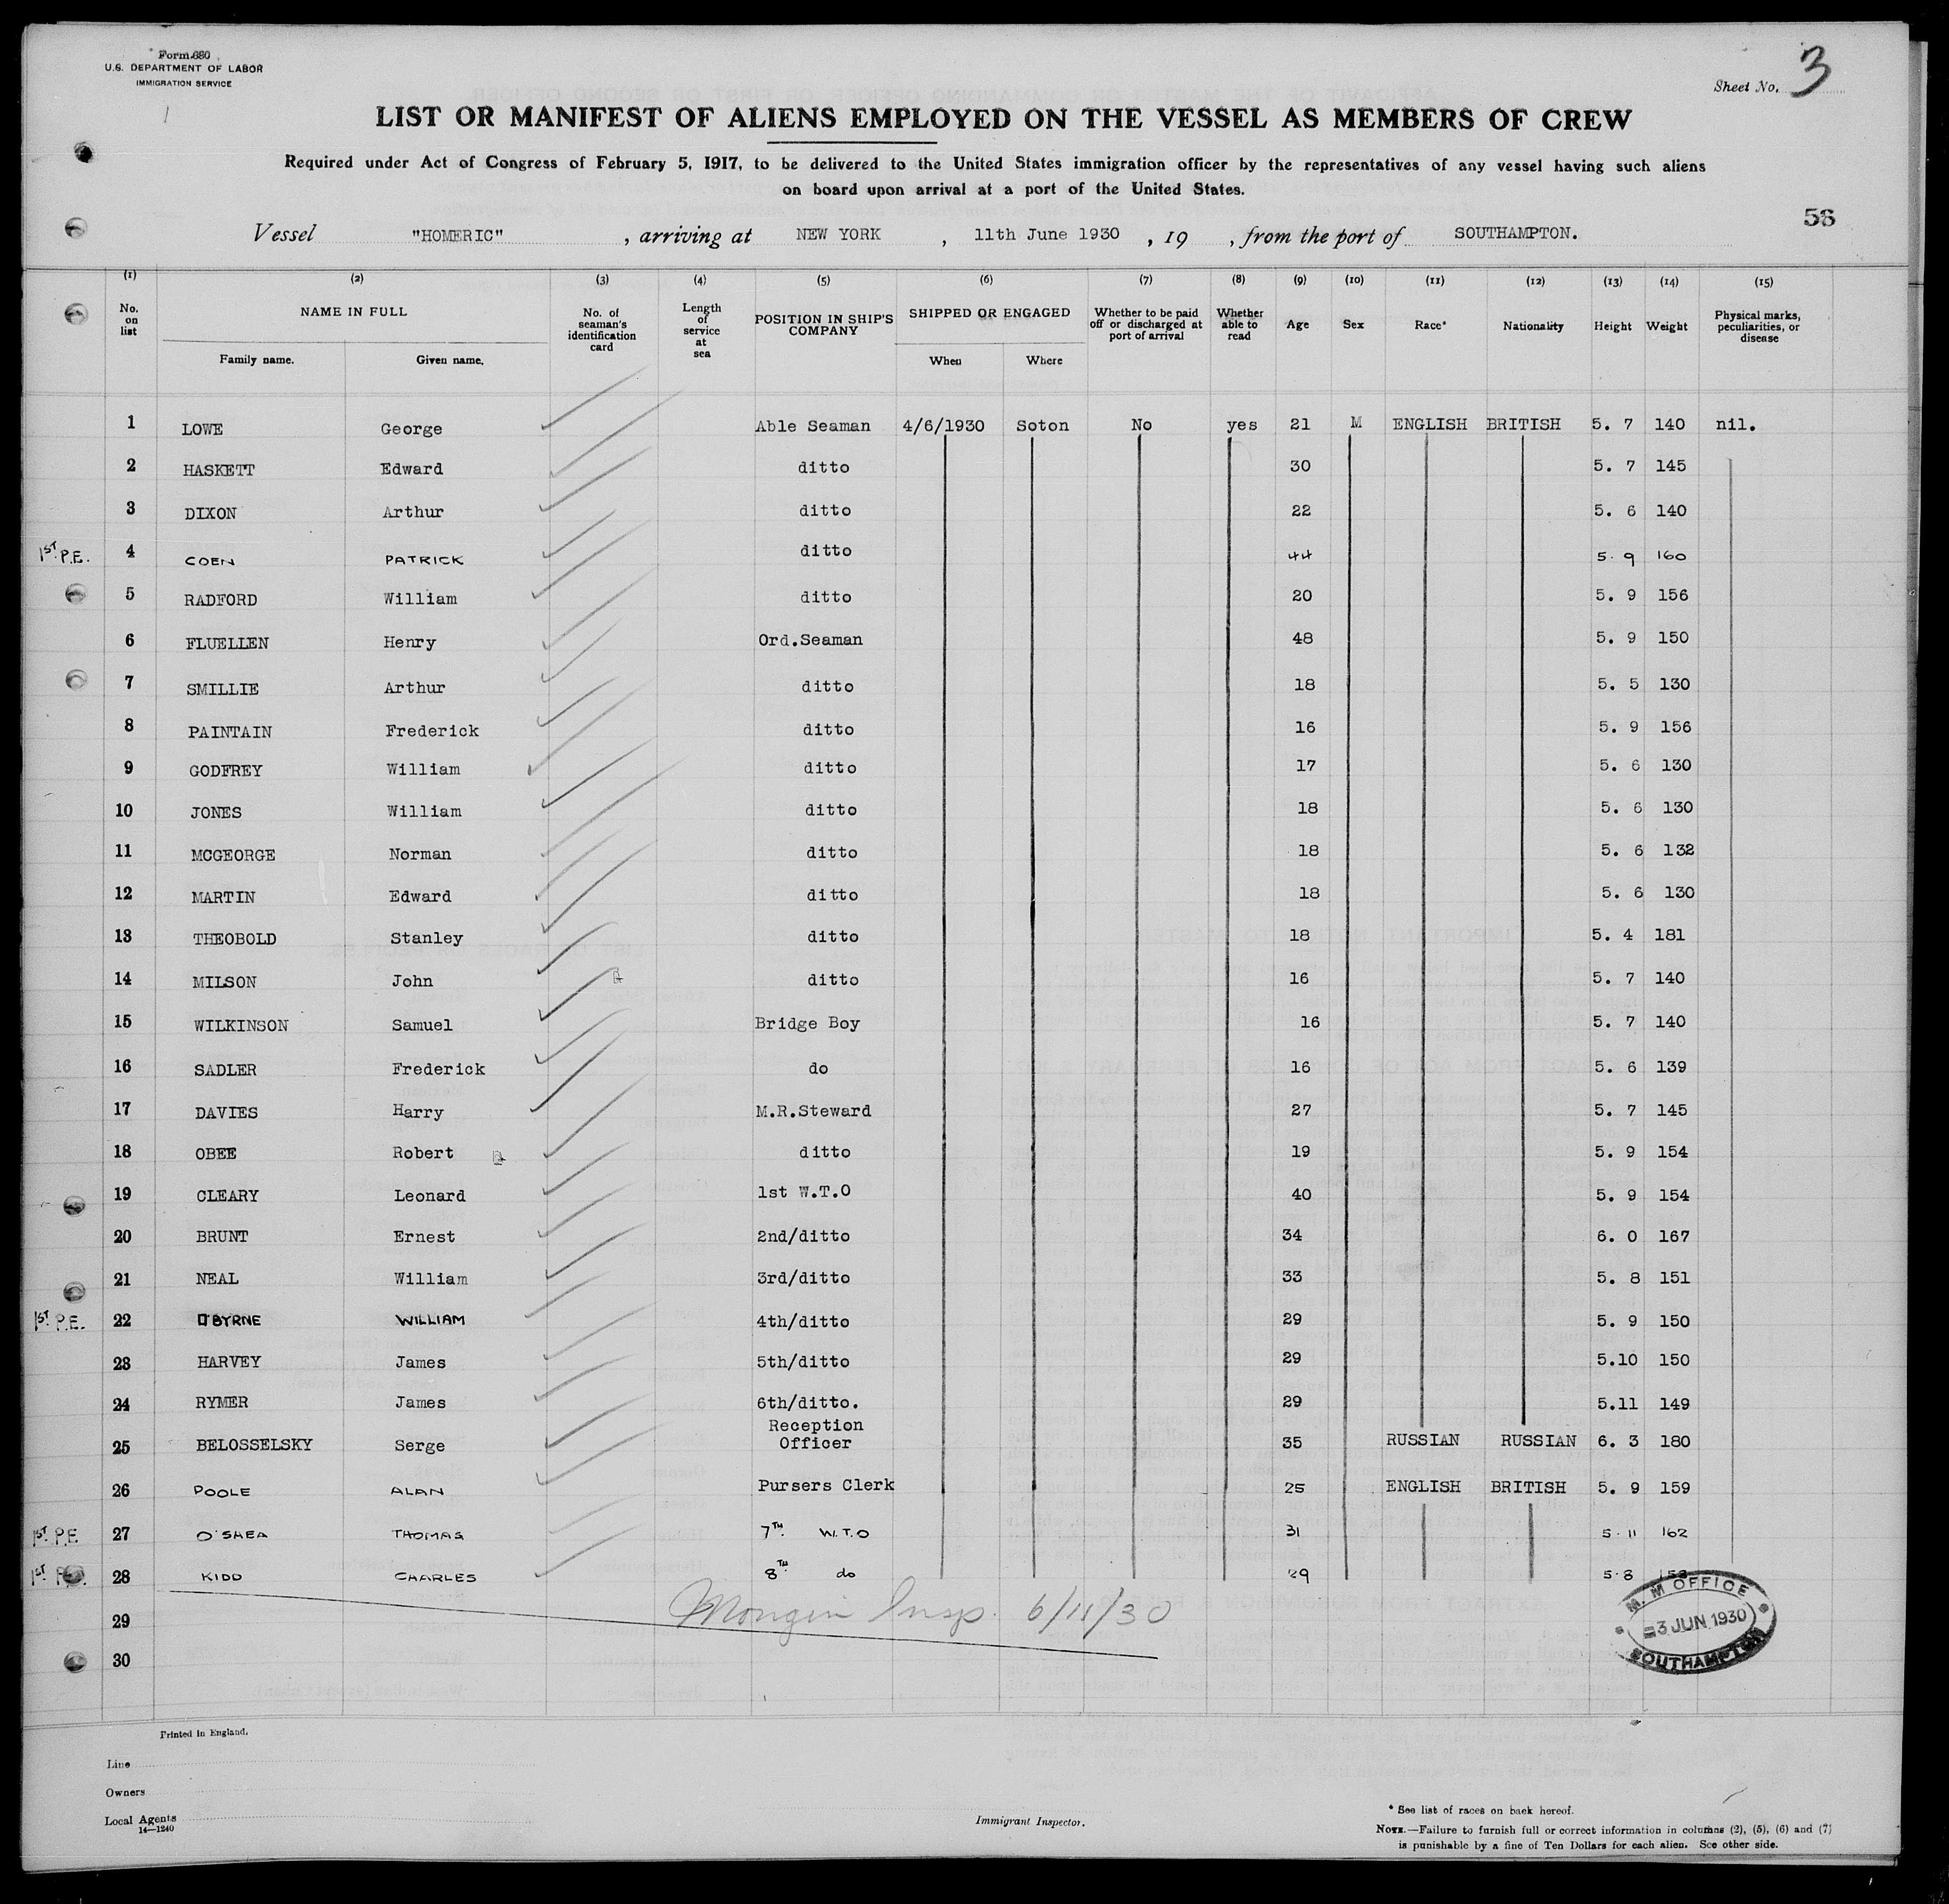 Form 680
U.S. DEPARTMENT OF LABOR
IMMIGRATION SERVICE
Sheet No. 3
LIST OR MANIFEST OF ALIENS EMPLOYED ON THE VESSEL AS MEMBERS OF CREW
Required under Act of Congress of February 5, 1917, to be delivered to the United States immigration officer by the representatives of any vessel having such aliens
on board upon arrival at a port of the United States.
56
Vessel "HOMERIC", arriving at NEW YORK, 11th June 1930, 19 , from the port of SOUTHAMPTON.
(1) (2) (3) (4) (5) (6) (7) (8) (9) (10) (11) (12) (13) (14) (15)
No. on list NAME IN FULL Family name. Given name. No. of seaman's identification card Length of service at sea POSITION IN SHIP'S COMPANY SHIPPED OR ENGAGED When Where Whether to be paid off or discharged at port of arrival Whether able to read Age Sex Race* Nationality Height Weight Physical marks, peculiarities, or disease
1 LOWE George Able Seaman 4/6/1930 Soton No yes 21 M ENGLISH BRITISH 5. 7 140 nil.
2 HASKETT Edward ditto 30 5. 7 145
3 DIXON Arthur ditto 22 5. 6 140
1ST P.E. 4 COEN PATRICK ditto 44 5. 9 160
5 RADFORD William ditto 20 5. 9 156
6 FLUELLEN Henry Ord.Seaman 48 5. 9 150
7 SMILLIE Arthur ditto 18 5. 5 130
8 PAINTAIN Frederick ditto 16 5. 9 156
9 GODFREY William ditto 17 5. 6 130
10 JONES William ditto 18 5. 6 130
11 MCGEORGE Norman ditto 18 5. 6 132
12 MARTIN Edward ditto 18 5. 6 130
13 THEOBOLD Stanley ditto 18 5. 4 181
14 MILSON John ditto 16 5. 7 140
15 WILKINSON Samuel Bridge Boy 16 5. 7 140
16 SADLER Frederick do 16 5. 6 139
17 DAVIES Harry M.R.Steward 27 5. 7 145
18 OBEE Robert ditto 19 5. 9 154
19 CLEARY Leonard 1st W.T.O 40 5. 9 154
20 BRUNT Ernest 2nd/ditto 34 6. 0 167
21 NEAL William 3rd/ditto 33 5. 8 151
1ST P.E. 22 O'BYRNE WILLIAM 4th/ditto 29 5. 9 150
23 HARVEY James 5th/ditto 29 5.10 150
24 RYMER James 6th/ditto. 29 5.11 149
25 BELOSSELSKY Serge Reception Officer 35 RUSSIAN RUSSIAN 6. 3 180
26 POOLE ALAN Pursers Clerk 25 ENGLISH BRITISH 5. 9 159
1ST P.E 27 O'SHEA THOMAS 7TH W.T.O 31 5. 11 162
1ST 28 KIDD CHARLES 8TH do 29 5. 8
29
30
Mongin Insp. 6/11/30
M. M OFFICE
3 JUN 1930
SOUTHAMPTON
Printed in England.
Line
Owners
Local Agents
14—1240
Immigrant Inspector.
* See list of races on back hereof.
NOTE.—Failure to furnish full or correct information in columns (2), (5), (6) and (7)
is punishable by a fine of Ten Dollars for each alien. See other side.